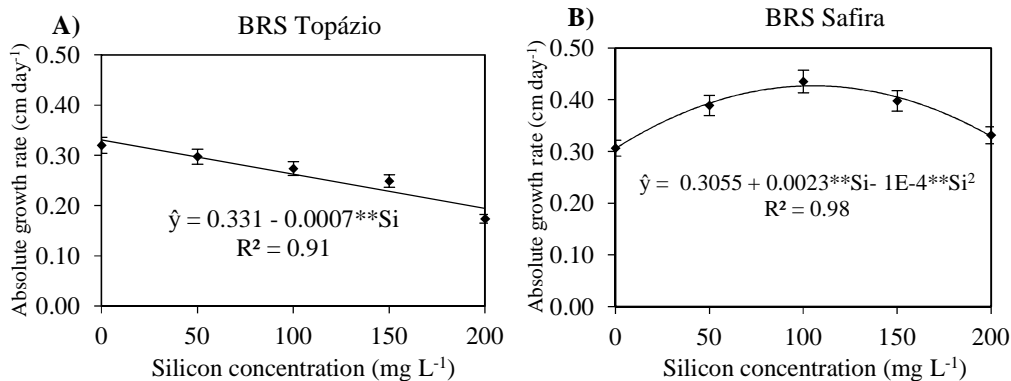 A) BRS Topázio
Absolute growth rate (cm day⁻¹)
0.50
0.40
0.30
0.20
0.10
0.00
ŷ = 0.331 - 0.0007**Si
R² = 0.91
0 50 100 150 200
Silicon concentration (mg L⁻¹)
B) BRS Safira
Absolute growth rate (cm day⁻¹)
0.50
0.40
0.30
0.20
0.10
0.00
ŷ = 0.3055 + 0.0023**Si- 1E-4**Si²
R² = 0.98
0 50 100 150 200
Silicon concentration (mg L⁻¹)